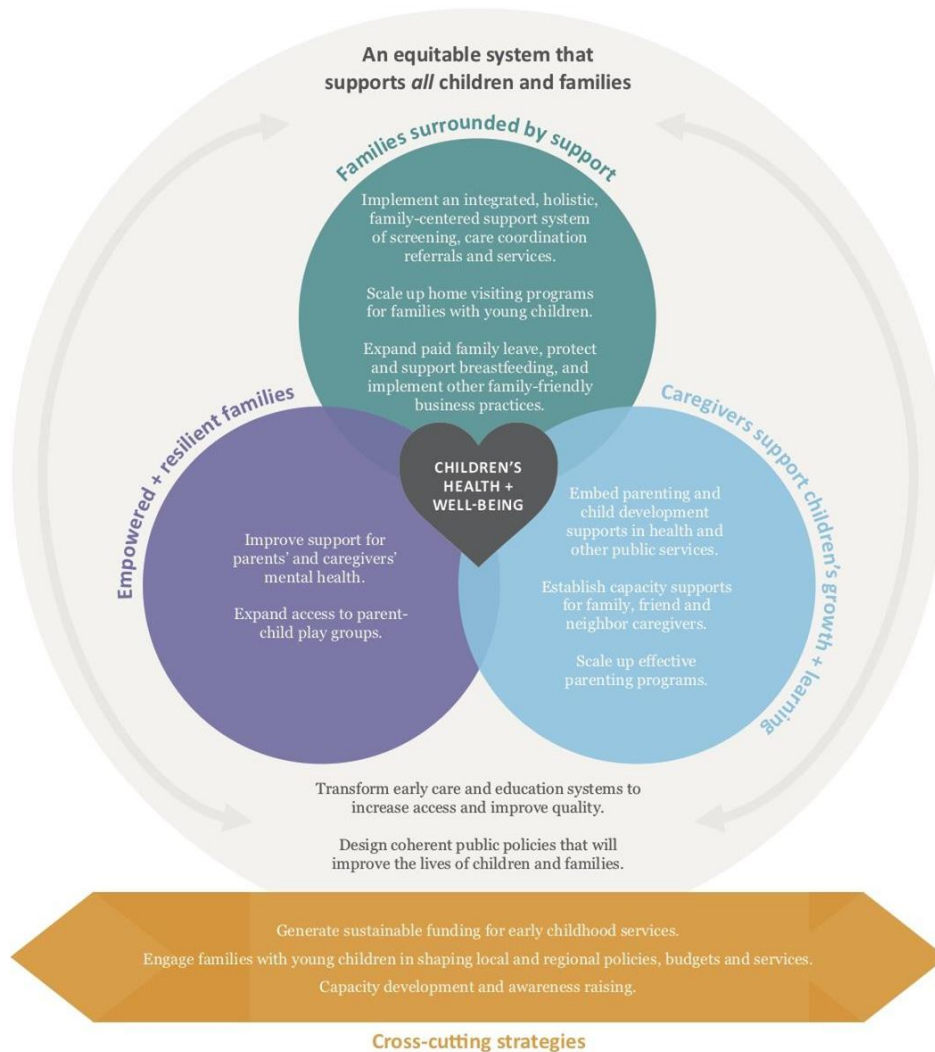 An equitable system that
supports all children and families
Families surrounded by support
Implement an integrated, holistic,
family-centered support system
of screening, care coordination
referrals and services.
Scale up home visiting programs
for families with young children.
Expand paid family leave, protect
and support breastfeeding, and
implement other family-friendly
business practices.
Empowered + resilient families
Improve support for
parents’ and caregivers’
mental health.
Expand access to parent-
child play groups.
CHILDREN’S
HEALTH +
WELL-BEING
Caregivers support children’s growth + learning
Embed parenting and
child development
supports in health and
other public services.
Establish capacity supports
for family, friend and
neighbor caregivers.
Scale up effective
parenting programs.
Transform early care and education systems to
increase access and improve quality.
Design coherent public policies that will
improve the lives of children and families.
Generate sustainable funding for early childhood services.
Engage families with young children in shaping local and regional policies, budgets and services.
Capacity development and awareness raising.
Cross-cutting strategies